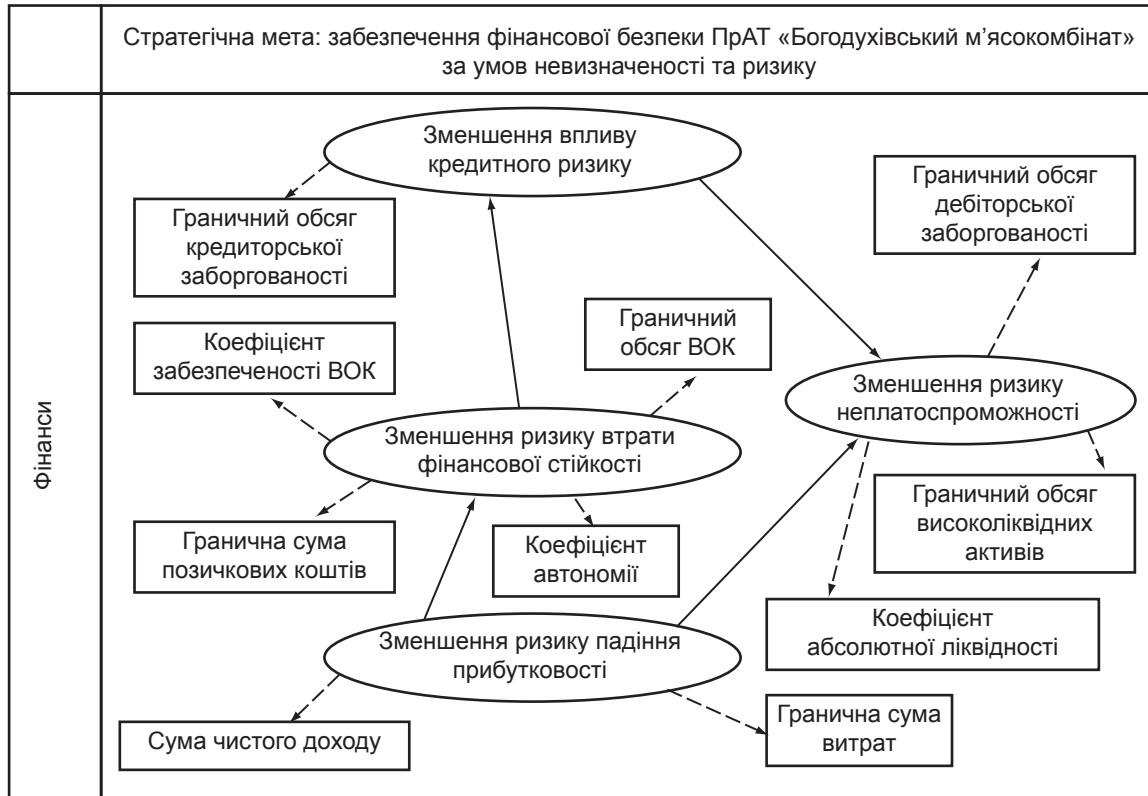 Стратегічна мета: забезпечення фінансової безпеки ПрАТ «Богодухівський м’ясокомбінат»
за умов невизначеності та ризику
Фінанси
Зменшення впливу
кредитного ризику
Граничний обсяг
дебіторської
заборгованості
Граничний обсяг
кредиторської
заборгованості
Граничний
обсяг ВОК
Коефіцієнт
забезпеченості ВОК
Зменшення ризику
неплатоспроможності
Зменшення ризику втрати
фінансової стійкості
Граничний обсяг
високоліквідних
активів
Гранична сума
позичкових коштів
Коефіцієнт
автономії
Коефіцієнт
абсолютної ліквідності
Зменшення ризику падіння
прибутковості
Гранична сума
витрат
Сума чистого доходу